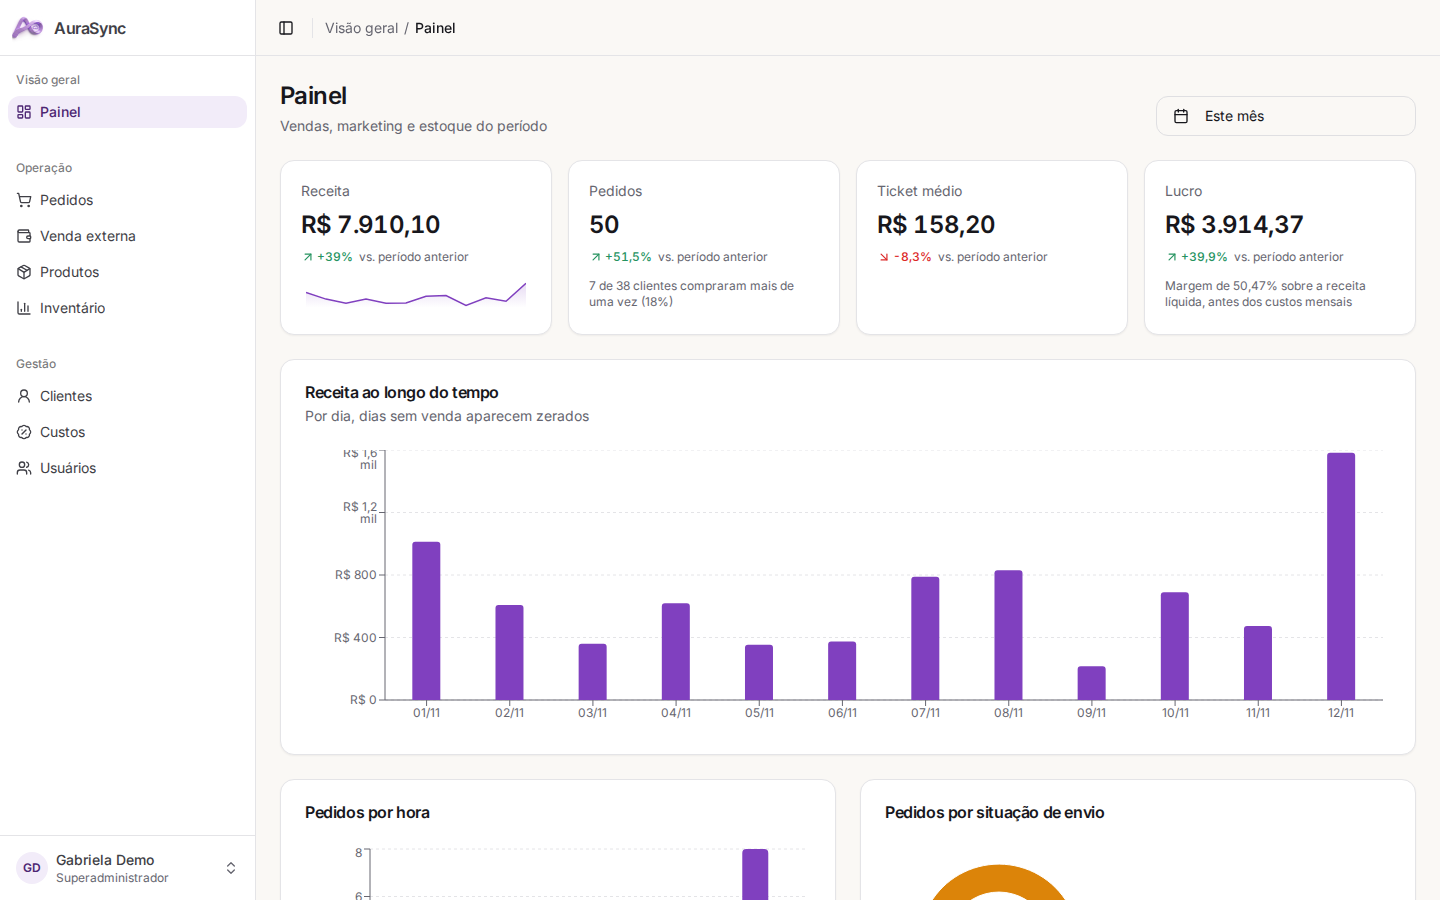 AuraSync
Visão geral
Painel
Operação
Pedidos
Venda externa
Produtos
Inventário
Gestão
Clientes
Custos
Usuários
GD
Gabriela Demo
Superadministrador
Visão geral / Painel
Painel
Vendas, marketing e estoque do período
Este mês
Receita
R$ 7.910,10
+39% vs. período anterior
Pedidos
50
+51,5% vs. período anterior
7 de 38 clientes compraram mais de
uma vez (18%)
Ticket médio
R$ 158,20
-8,3% vs. período anterior
Lucro
R$ 3.914,37
+39,9% vs. período anterior
Margem de 50,47% sobre a receita
líquida, antes dos custos mensais
Receita ao longo do tempo
Por dia, dias sem venda aparecem zerados
R$ 1,6
mil
R$ 1,2
mil
R$ 800
R$ 400
R$ 0
01/11 02/11 03/11 04/11 05/11 06/11 07/11 08/11 09/11 10/11 11/11 12/11
Pedidos por hora
8
6
Pedidos por situação de envio